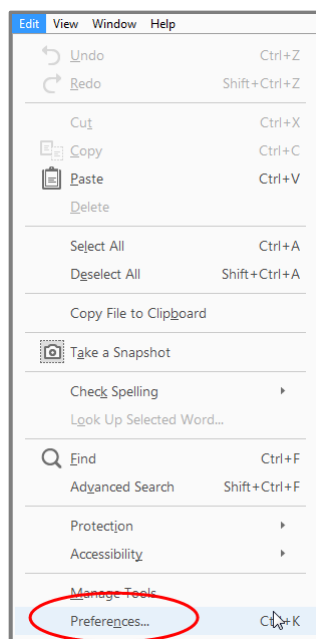 Edit View Window Help
Undo Ctrl+Z
Redo Shift+Ctrl+Z
Cut Ctrl+X
Copy Ctrl+C
Paste Ctrl+V
Delete
Select All Ctrl+A
Deselect All Shift+Ctrl+A
Copy File to Clipboard
Take a Snapshot
Check Spelling
Look Up Selected Word...
Find Ctrl+F
Advanced Search Shift+Ctrl+F
Protection
Accessibility
Manage Tools
Preferences... Ctrl+K